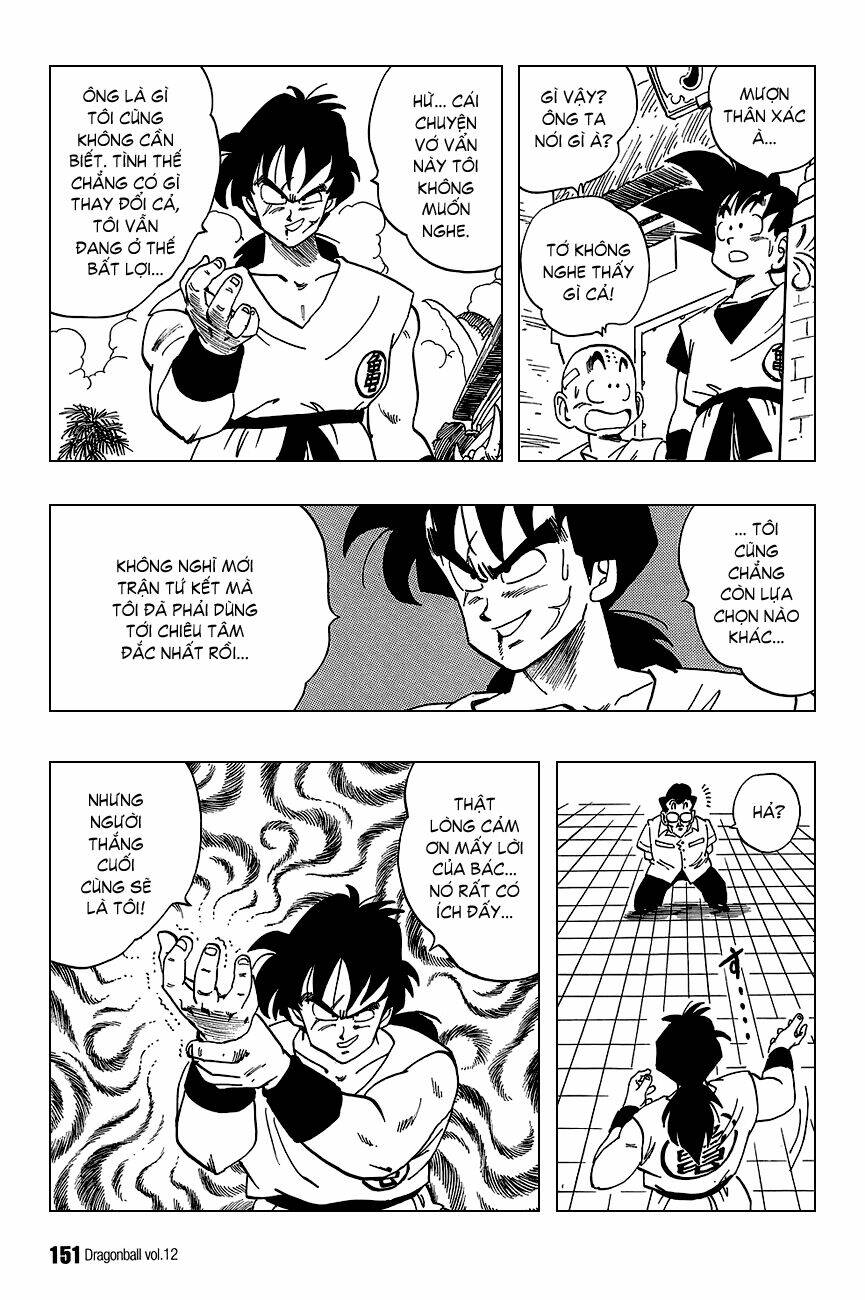 MƯỢN
THÂN XÁC
À...
GÌ VẬY?
ÔNG TA
NÓI GÌ À?
TỚ KHÔNG
NGHE THẤY
GÌ CẢ!
HỪ... CÁI
CHUYỆN
VỚ VẨN
NÀY TÔI
KHÔNG
MUỐN
NGHE.
ÔNG LÀ GÌ
TÔI CŨNG
KHÔNG CẦN
BIẾT. TÌNH THẾ
CHẲNG CÓ GÌ
THAY ĐỔI CẢ,
TÔI VẪN
ĐANG Ở THẾ
BẤT LỢI...
亀
... TÔI
CŨNG
CHẲNG
CÒN LỰA
CHỌN NÀO
KHÁC...
KHÔNG NGHĨ MỚI
TRẬN TỨ KẾT MÀ
TÔI ĐÃ PHẢI DÙNG
TỚI CHIÊU TÂM
ĐẮC NHẤT RỒI...
HẢ?
す...
亀
THẬT
LÒNG CẢM
ƠN MẤY LỜI
CỦA BÁC...
NÓ RẤT CÓ
ÍCH ĐẤY...
NHƯNG
NGƯỜI
THẮNG
CUỐI
CÙNG SẼ
LÀ TÔI!
151 Dragonball vol.12